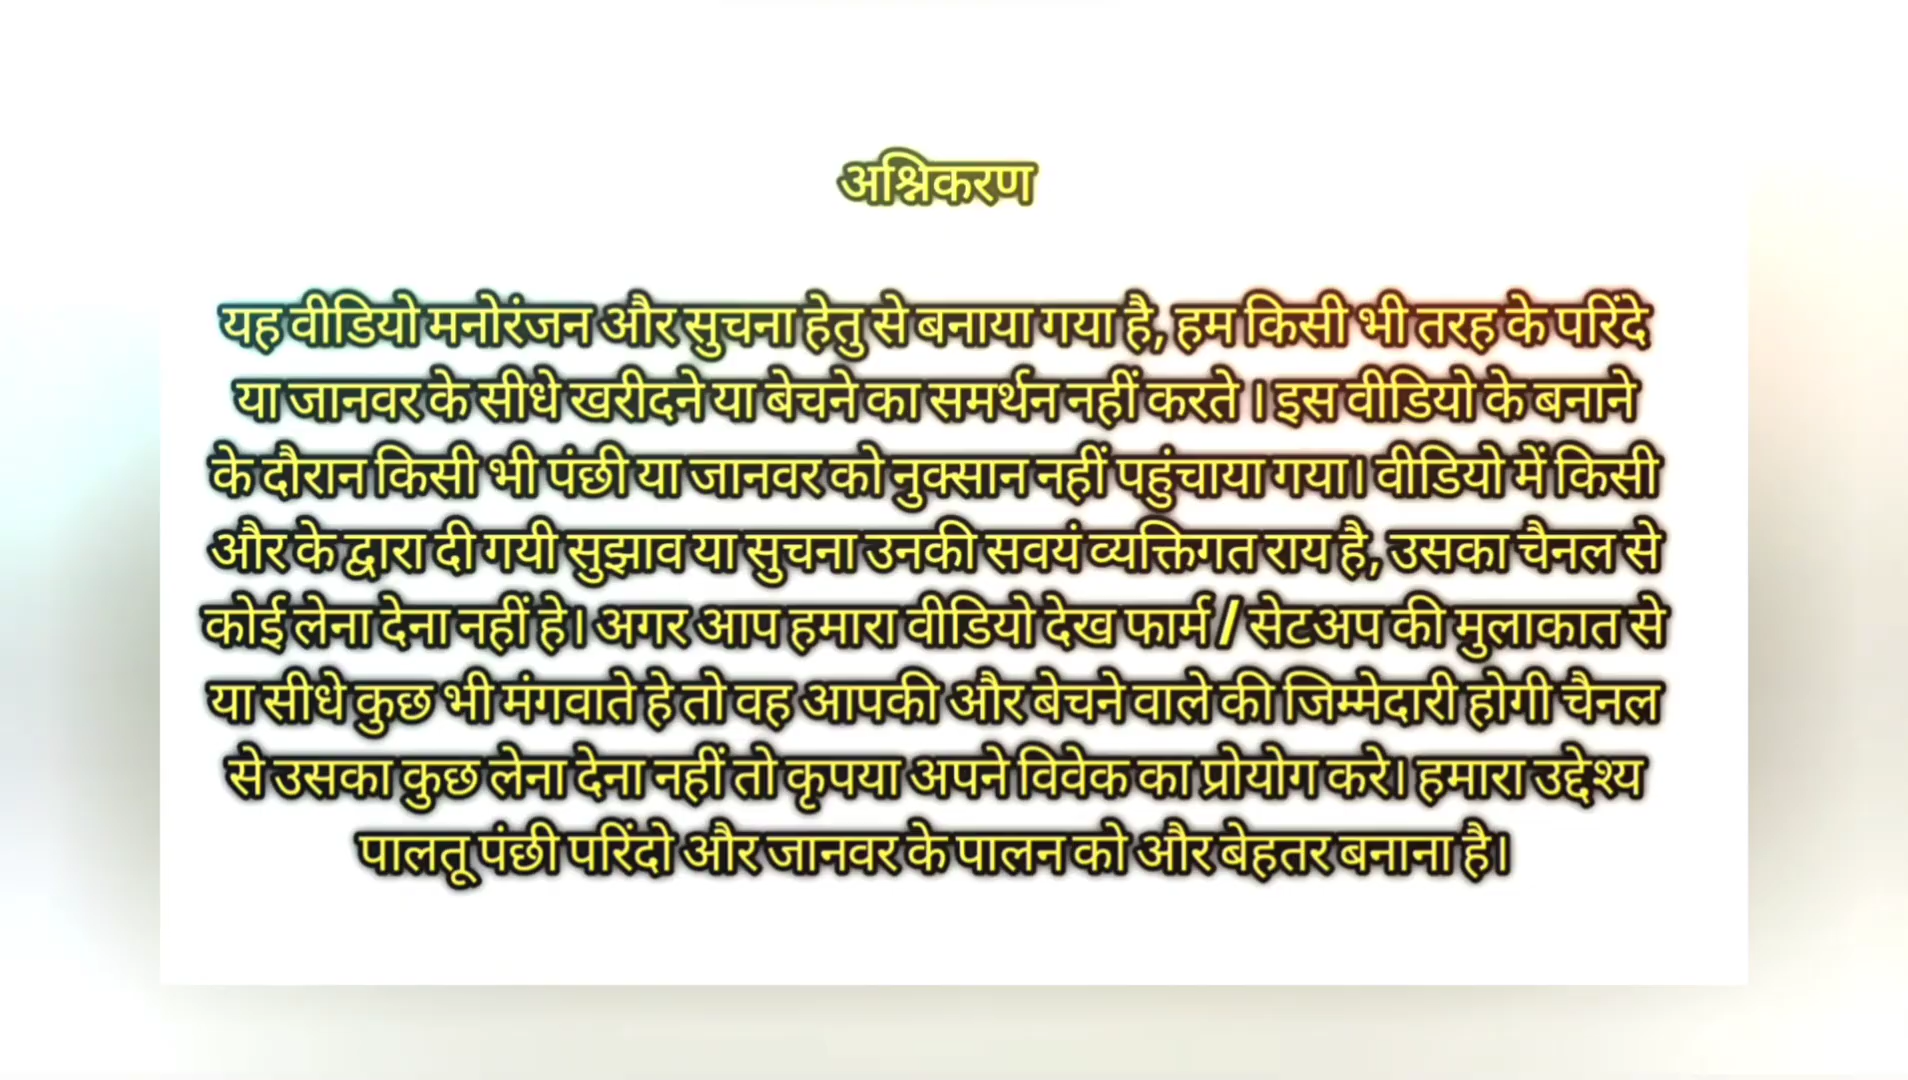 अश्निकरण
यह वीडियो मनोरंजन और सुचना हेतु से बनाया गया है, हम किसी भी तरह के परिंदे
या जानवर के सीधे खरीदने या बेचने का समर्थन नहीं करते । इस वीडियो के बनाने
के दौरान किसी भी पंछी या जानवर को नुक्सान नहीं पहुंचाया गया। वीडियो में किसी
और के द्वारा दी गयी सुझाव या सुचना उनकी सवयं व्यक्तिगत राय है, उसका चैनल से
कोई लेना देना नहीं हे। अगर आप हमारा वीडियो देख फार्म / सेटअप की मुलाकात से
या सीधे कुछ भी मंगवाते हे तो वह आपकी और बेचने वाले की जिम्मेदारी होगी चैनल
से उसका कुछ लेना देना नहीं तो कृपया अपने विवेक का प्रोयोग करे। हमारा उद्देश्य
पालतू पंछी परिंदो और जानवर के पालन को और बेहतर बनाना है।